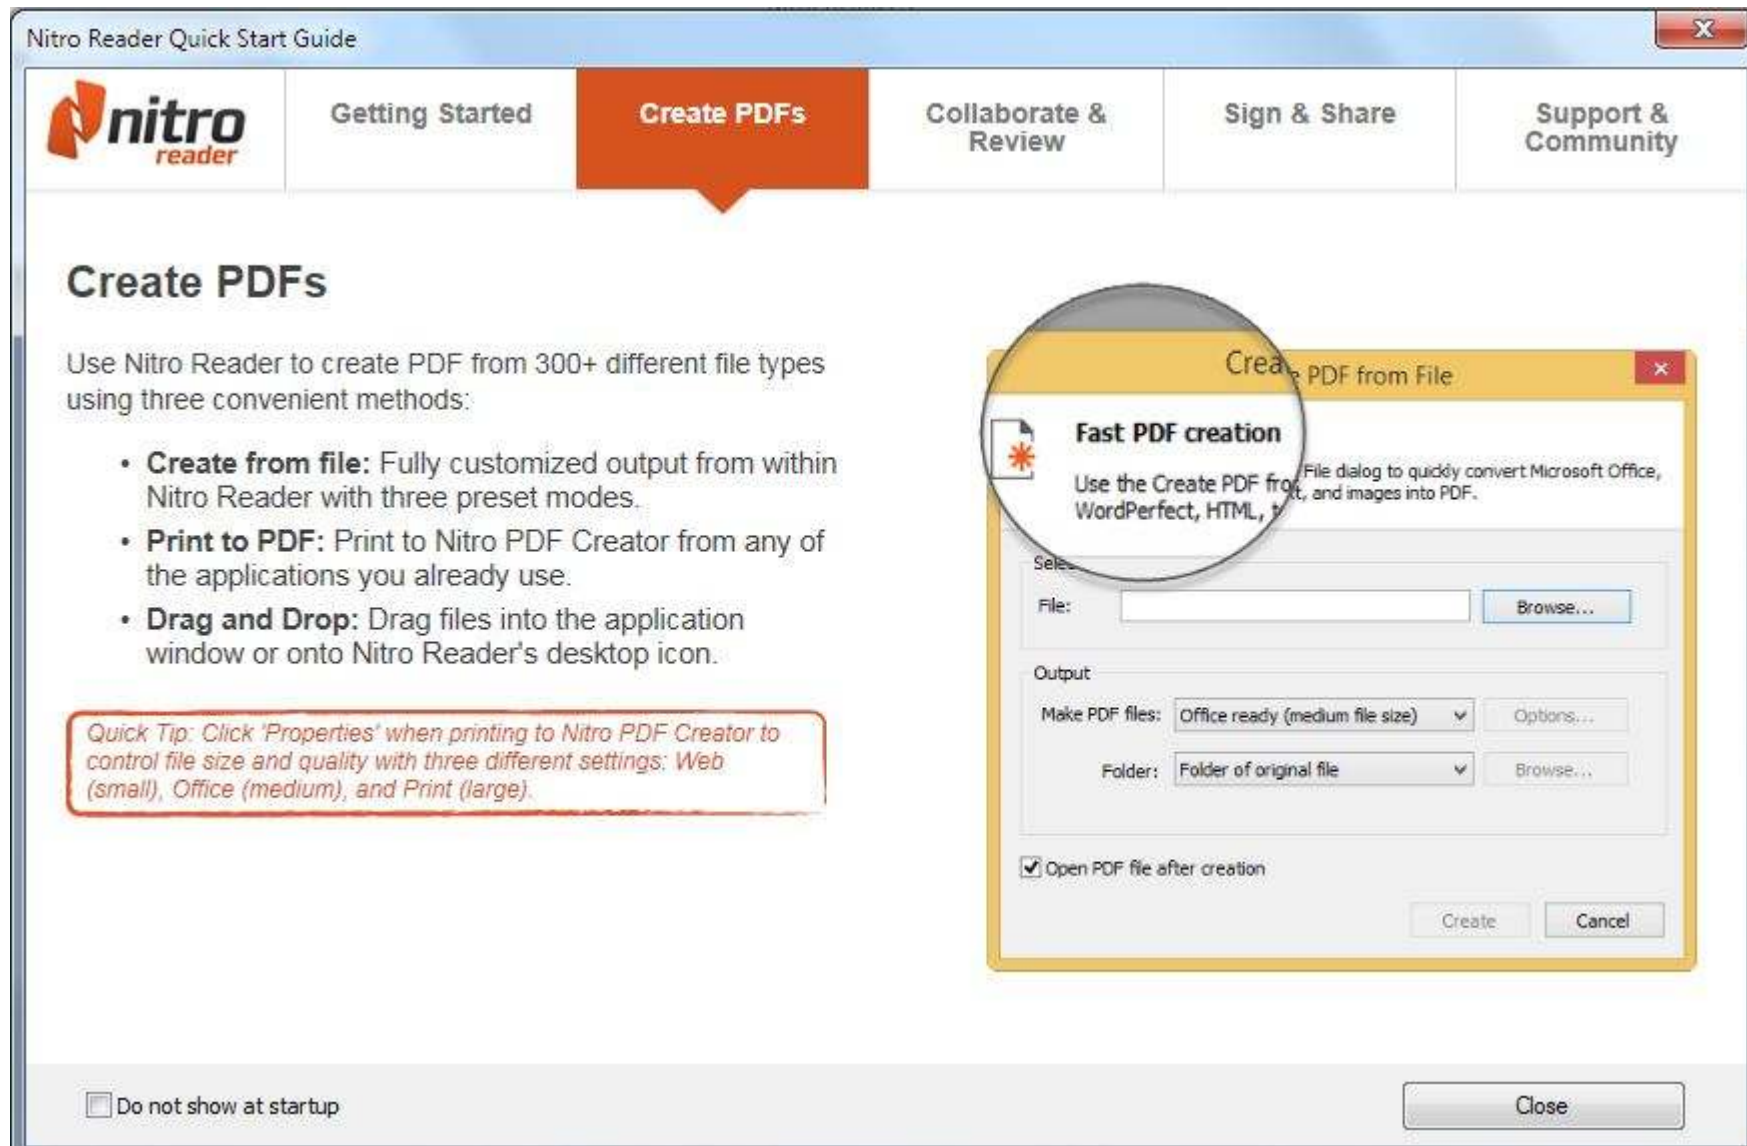 Nitro Reader Quick Start Guide
X
nitro
reader
Getting Started
Create PDFs
Collaborate &
Review
Sign & Share
Support &
Community
Create PDFs
Use Nitro Reader to create PDF from 300+ different file types
using three convenient methods:
• Create from file: Fully customized output from within
Nitro Reader with three preset modes.
• Print to PDF: Print to Nitro PDF Creator from any of
the applications you already use.
• Drag and Drop: Drag files into the application
window or onto Nitro Reader's desktop icon.
Quick Tip: Click 'Properties' when printing to Nitro PDF Creator to
control file size and quality with three different settings: Web
(small), Office (medium), and Print (large).
Crea e PDF from File
Fast PDF creation
Use the Create PDF fro File dialog to quickly convert Microsoft Office,
WordPerfect, HTML, t t, and images into PDF.
Selec
File:
Browse...
Output
Make PDF files: Office ready (medium file size) Options...
Folder: Folder of original file Browse...
Open PDF file after creation
Create Cancel
Do not show at startup
Close